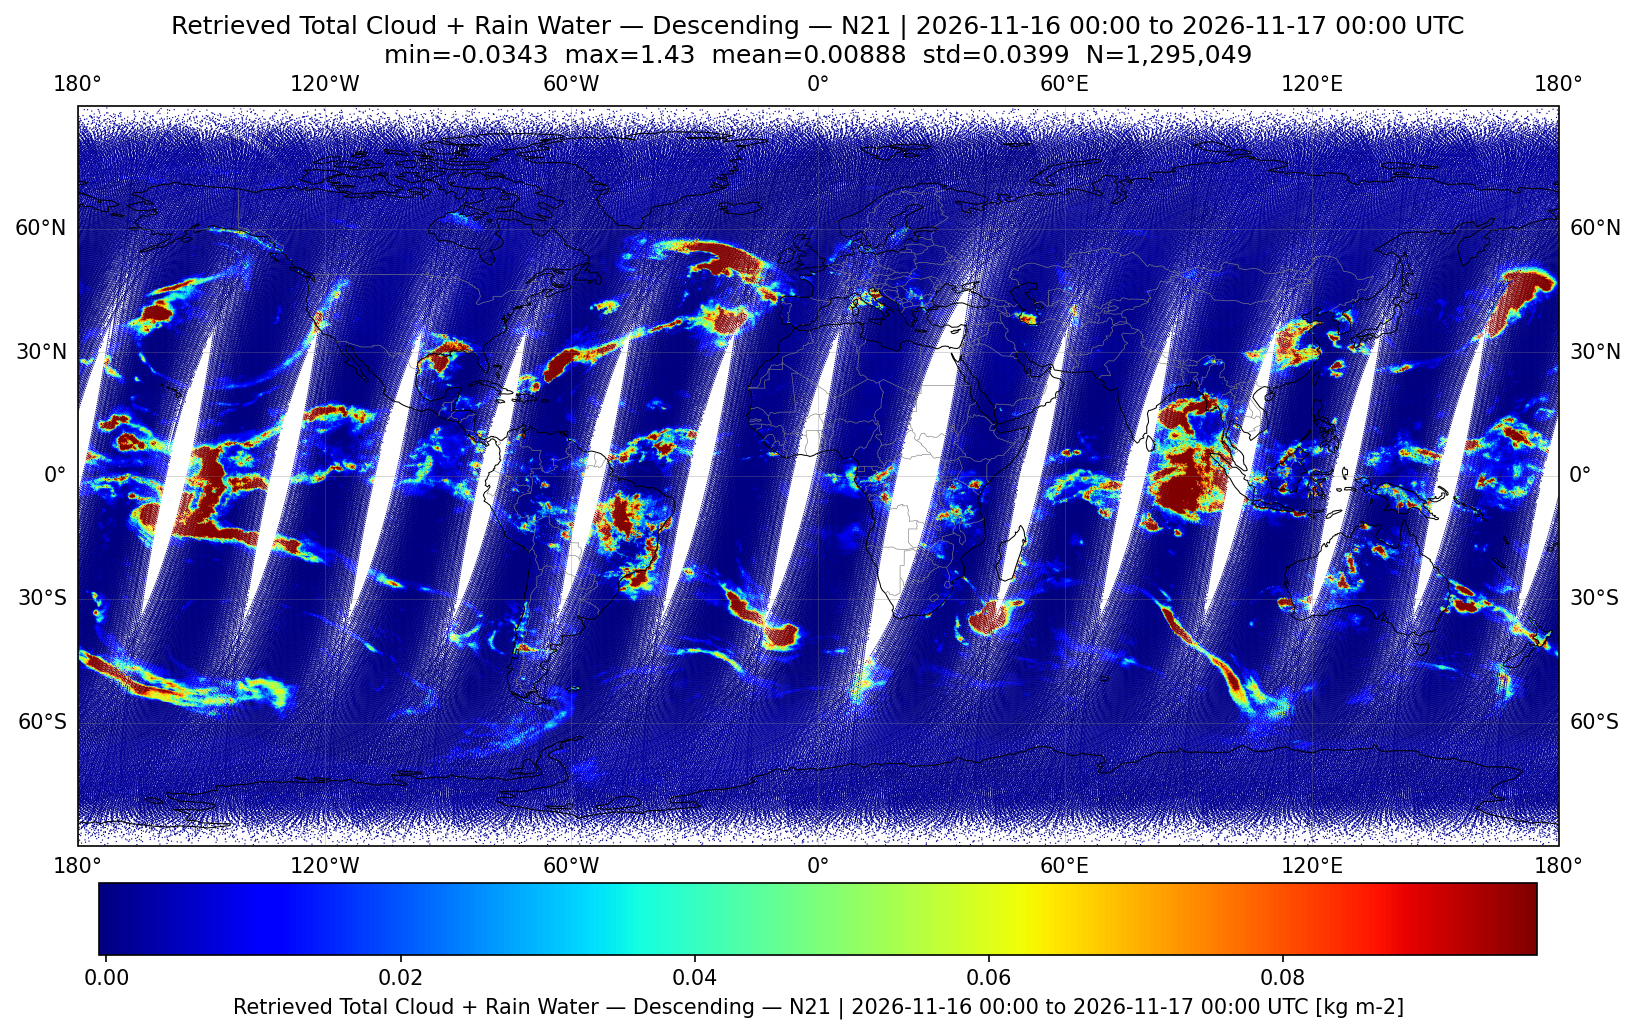 Retrieved Total Cloud + Rain Water — Descending — N21 | 2026-11-16 00:00 to 2026-11-17 00:00 UTC
min=-0.0343  max=1.43  mean=0.00888  std=0.0399  N=1,295,049
180° 120°W 60°W 0° 60°E 120°E 180°
60°N 60°N
30°N 30°N
0° 0°
30°S 30°S
60°S 60°S
180° 120°W 60°W 0° 60°E 120°E 180°
0.00 0.02 0.04 0.06 0.08
Retrieved Total Cloud + Rain Water — Descending — N21 | 2026-11-16 00:00 to 2026-11-17 00:00 UTC [kg m-2]